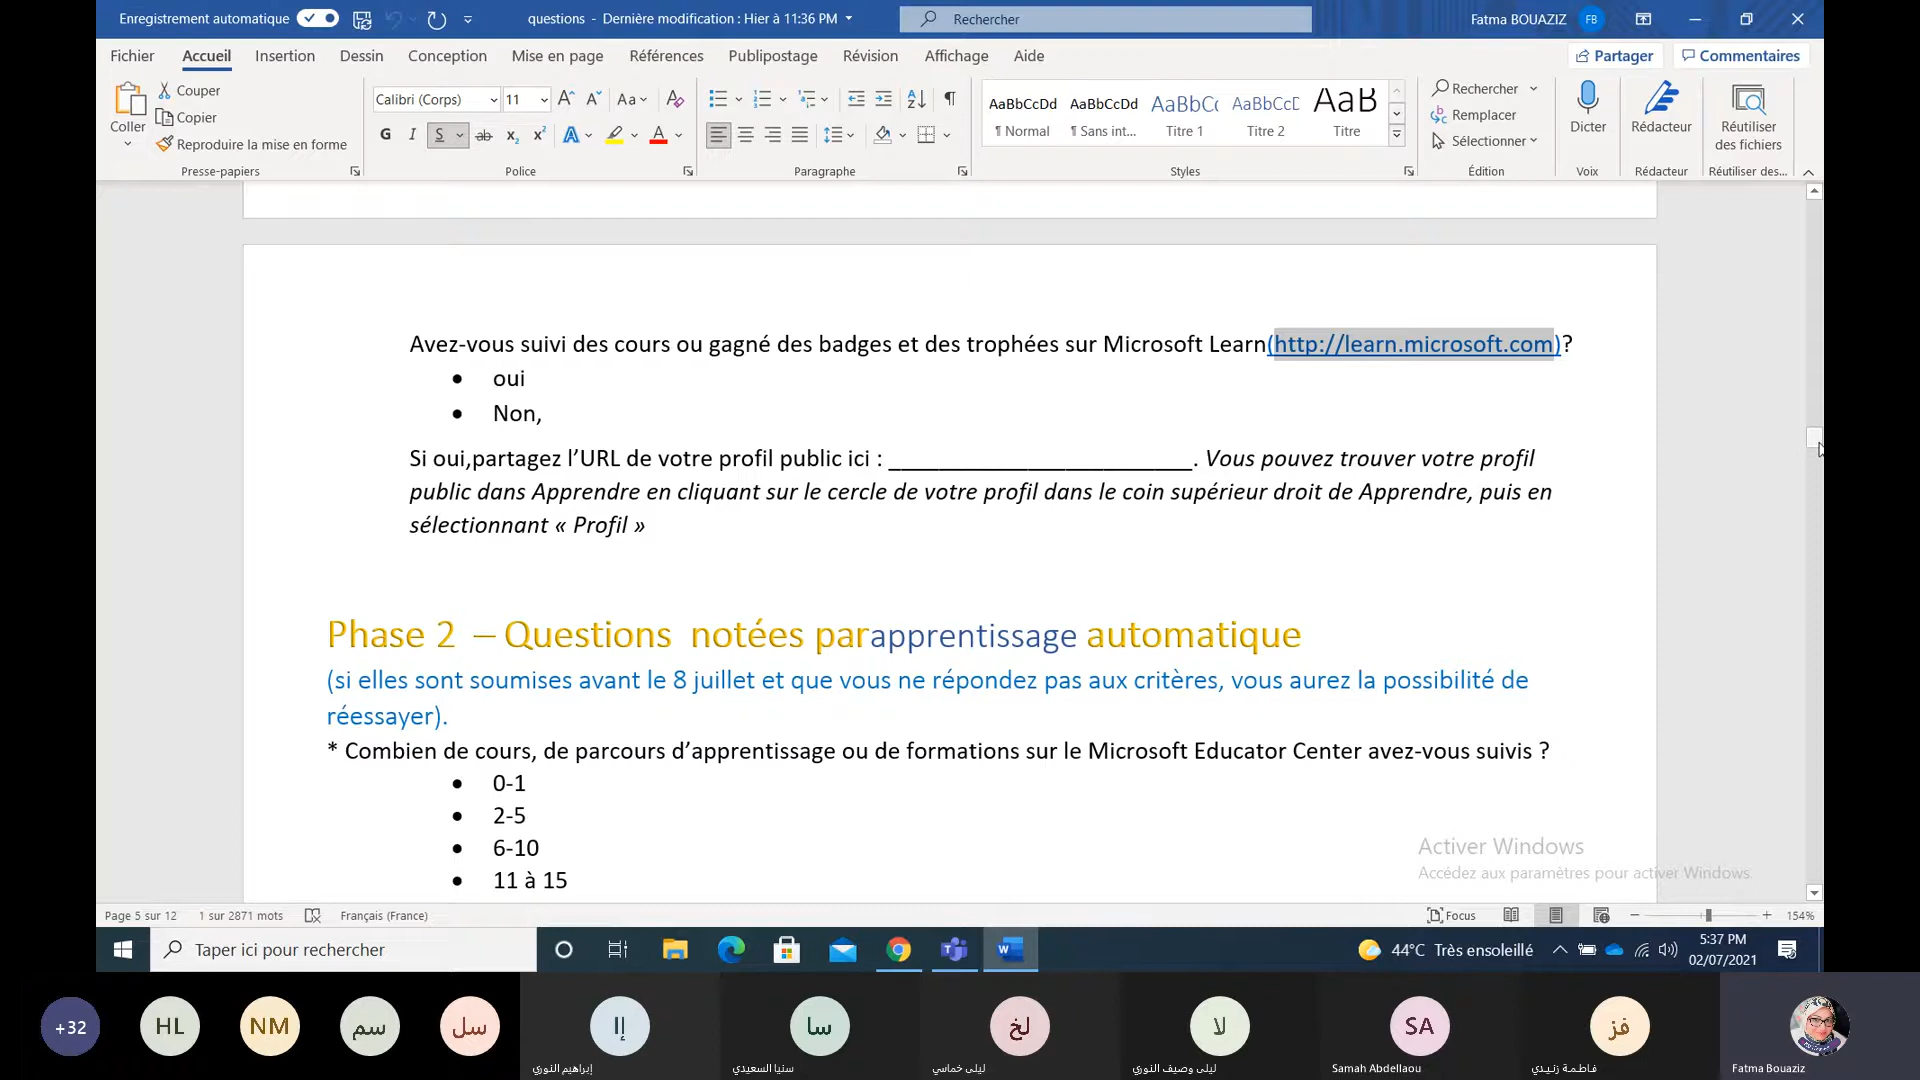 Enregistrement automatique
questions - Dernière modification : Hier à 11:36 PM
Rechercher
Fatma BOUAZIZ
FB
Fichier
Accueil
Insertion
Dessin
Conception
Mise en page
Références
Publipostage
Révision
Affichage
Aide
Partager
Commentaires
Coller
Couper
Copier
Reproduire la mise en forme
Presse-papiers
Calibri (Corps)
11
Police
Paragraphe
AaBbCcDd
¶ Normal
AaBbCcDd
¶ Sans int...
AaBbCc
Titre 1
AaBbCcD
Titre 2
AaB
Titre
Styles
Rechercher
Remplacer
Sélectionner
Édition
Dicter
Voix
Rédacteur
Rédacteur
Réutiliser
des fichiers
Réutiliser des...
Avez-vous suivi des cours ou gagné des badges et des trophées sur Microsoft Learn(http://learn.microsoft.com)?
• oui
• Non,
Si oui,partagez l’URL de votre profil public ici : ________________________. Vous pouvez trouver votre profil
public dans Apprendre en cliquant sur le cercle de votre profil dans le coin supérieur droit de Apprendre, puis en
sélectionnant « Profil »
Phase 2 – Questions notées parapprentissage automatique
(si elles sont soumises avant le 8 juillet et que vous ne répondez pas aux critères, vous aurez la possibilité de
réessayer).
* Combien de cours, de parcours d’apprentissage ou de formations sur le Microsoft Educator Center avez-vous suivis ?
• 0-1
• 2-5
• 6-10
• 11 à 15
Activer Windows
Accédez aux paramètres pour activer Windows.
Page 5 sur 12
1 sur 2871 mots
Français (France)
Focus
154%
Taper ici pour rechercher
44°C Très ensoleillé
5:37 PM
02/07/2021
+32
HL
NM
سم
سل
إا
إبراهيم النوري
سا
سنيا السعيدي
لخ
ليلى خماسي
لا
ليلى وصيف النوري
SA
Samah Abdellaou
فز
فاطمة زنيدي
Fatma Bouaziz